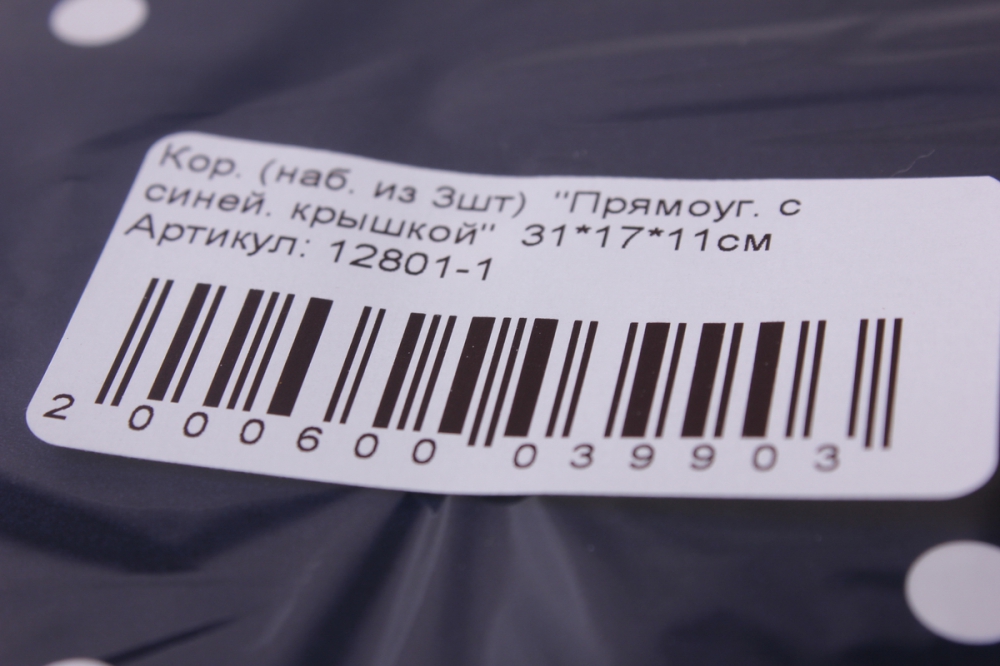 Кор. (наб. из 3шт) "Прямоуг. с
синей. крышкой" 31*17*11см
Артикул: 12801-1
2 000600 039903